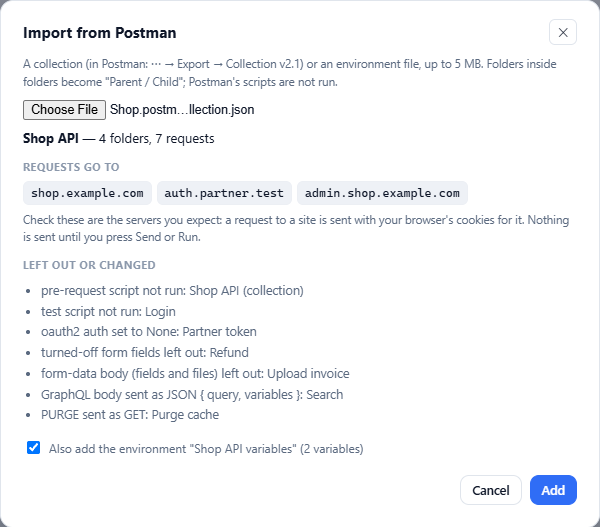 Import from Postman
A collection (in Postman: ··· → Export → Collection v2.1) or an environment file, up to 5 MB. Folders inside
folders become "Parent / Child"; Postman's scripts are not run.
Choose File Shop.postm…llection.json
Shop API — 4 folders, 7 requests
REQUESTS GO TO
shop.example.com auth.partner.test admin.shop.example.com
Check these are the servers you expect: a request to a site is sent with your browser's cookies for it. Nothing
is sent until you press Send or Run.
LEFT OUT OR CHANGED
• pre-request script not run: Shop API (collection)
• test script not run: Login
• oauth2 auth set to None: Partner token
• turned-off form fields left out: Refund
• form-data body (fields and files) left out: Upload invoice
• GraphQL body sent as JSON { query, variables }: Search
• PURGE sent as GET: Purge cache
Also add the environment "Shop API variables" (2 variables)
Cancel Add